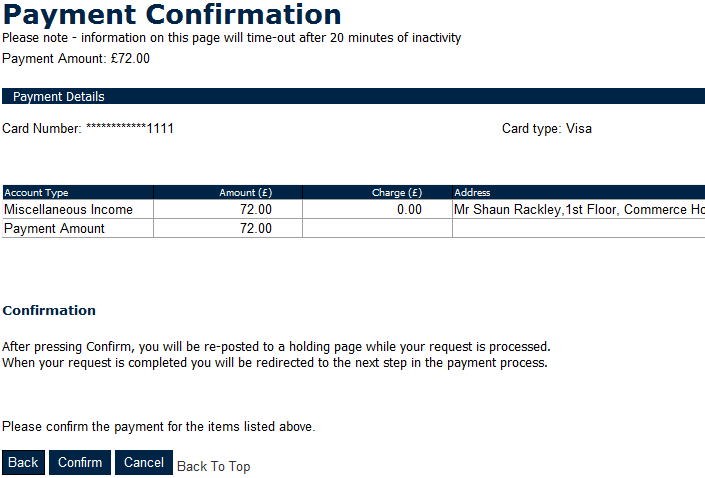 Payment Confirmation
Please note - information on this page will time-out after 20 minutes of inactivity
Payment Amount: £72.00
Payment Details
Card Number: ************1111 Card type: Visa
Account Type Amount (£) Charge (£) Address
Miscellaneous Income 72.00 0.00 Mr Shaun Rackley,1st Floor, Commerce Ho
Payment Amount 72.00
Confirmation
After pressing Confirm, you will be re-posted to a holding page while your request is processed.
When your request is completed you will be redirected to the next step in the payment process.
Please confirm the payment for the items listed above.
Back Confirm Cancel Back To Top